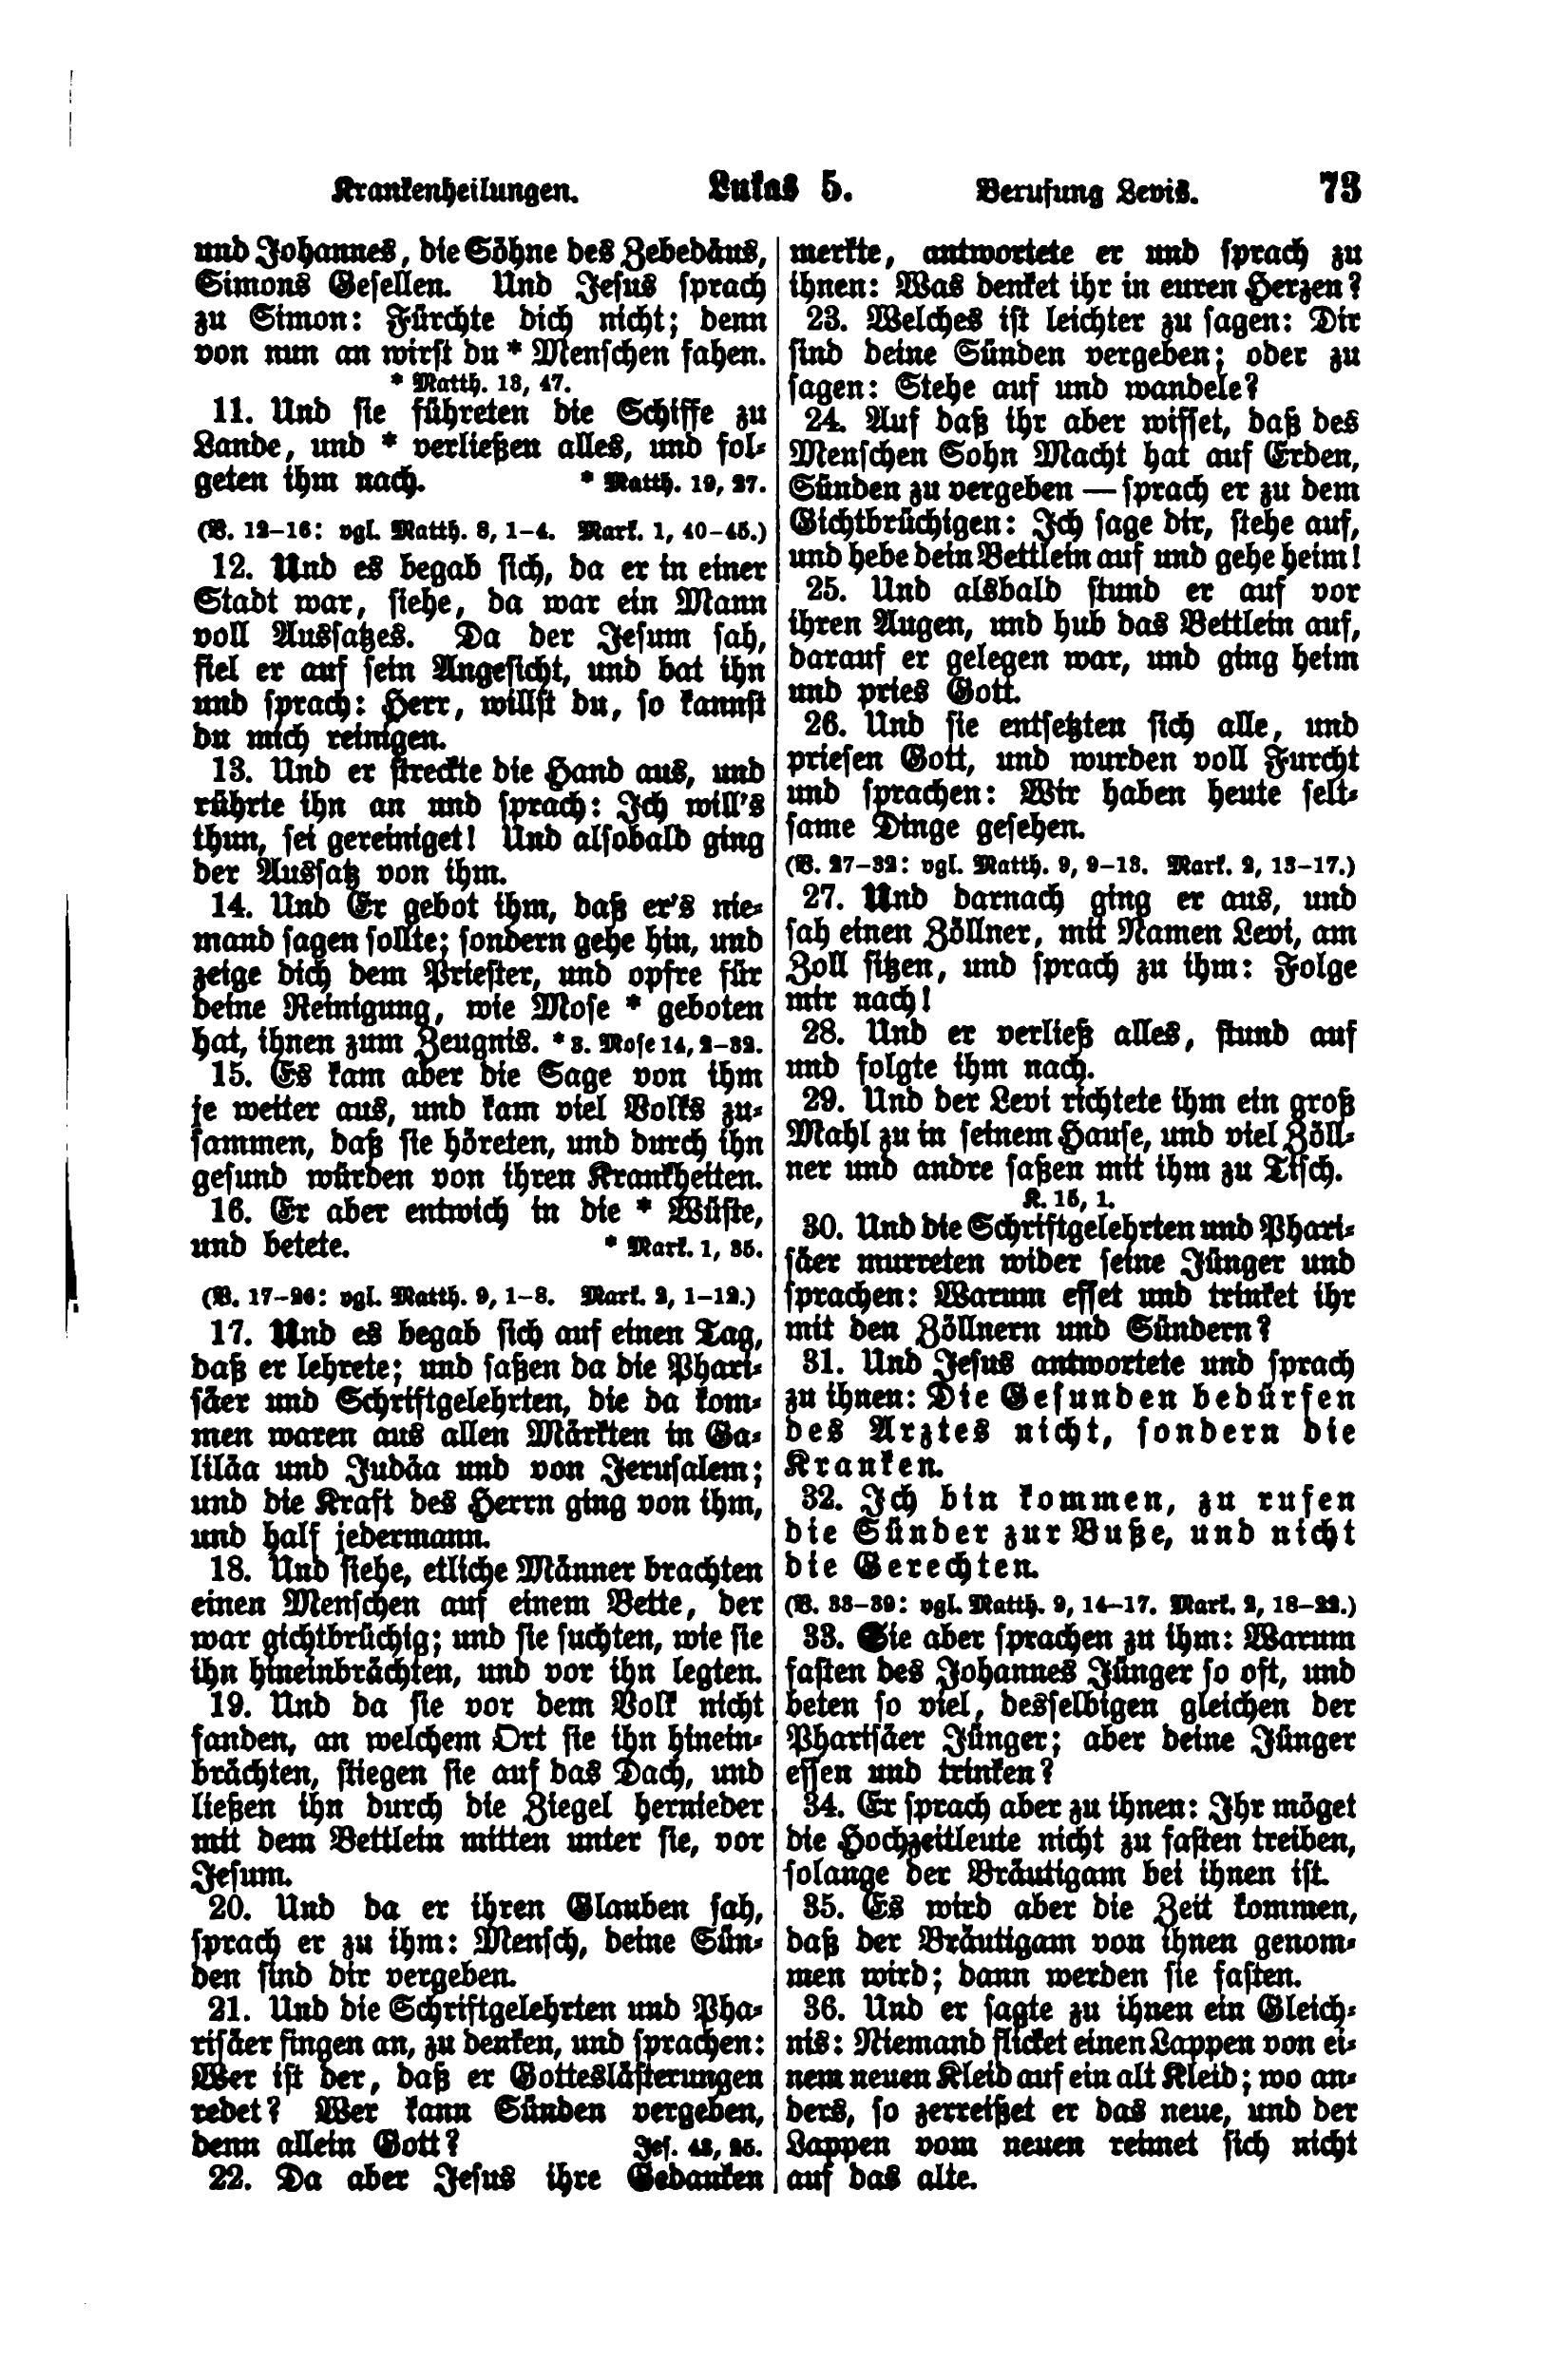 Krankenheilungen. Lukas 5. Berufung Levis. 73
und Johannes, die Söhne des Zebedäus,
Simons Gesellen. Und Jesus sprach
zu Simon: Fürchte dich nicht; denn
von nun an wirst du * Menschen fahen.
* Matth. 13, 47.
11. Und sie führeten die Schiffe zu
Lande, und * verließen alles, und fol-
geten ihm nach. * Matth. 19, 27.
(V. 12–16: vgl. Matth. 8, 1–4. Mark. 1, 40–45.)
12. Und es begab sich, da er in einer
Stadt war, siehe, da war ein Mann
voll Aussatzes. Da der Jesum sah,
fiel er auf sein Angesicht, und bat ihn
und sprach: Herr, willst du, so kannst
du mich reinigen.
13. Und er streckte die Hand aus, und
rührte ihn an und sprach: Ich will's
thun, sei gereiniget! Und alsobald ging
der Aussatz von ihm.
14. Und Er gebot ihm, daß er's nie-
mand sagen sollte; sondern gehe hin, und
zeige dich dem Priester, und opfre für
deine Reinigung, wie Mose * geboten
hat, ihnen zum Zeugnis. * 3. Mose 14, 2–32.
15. Es kam aber die Sage von ihm
je weiter aus, und kam viel Volks zu-
sammen, daß sie höreten, und durch ihn
gesund würden von ihren Krankheiten.
16. Er aber entwich in die * Wüste,
und betete. * Mark. 1, 35.
(V. 17–26: vgl. Matth. 9, 1–8. Mark. 2, 1–12.)
17. Und es begab sich auf einen Tag,
daß er lehrete; und saßen da die Phari-
säer und Schriftgelehrten, die da kom-
men waren aus allen Märkten in Ga-
liläa und Judäa und von Jerusalem;
und die Kraft des Herrn ging von ihm,
und half jedermann.
18. Und siehe, etliche Männer brachten
einen Menschen auf einem Bette, der
war gichtbrüchig; und sie suchten, wie sie
ihn hineinbrächten, und vor ihn legten.
19. Und da sie vor dem Volk nicht
fanden, an welchem Ort sie ihn hinein-
brächten, stiegen sie auf das Dach, und
ließen ihn durch die Ziegel hernieder
mit dem Bettlein mitten unter sie, vor
Jesum.
20. Und da er ihren Glauben sah,
sprach er zu ihm: Mensch, deine Sün-
den sind dir vergeben.
21. Und die Schriftgelehrten und Pha-
risäer fingen an, zu denken, und sprachen:
Wer ist der, daß er Gotteslästerungen
redet? Wer kann Sünden vergeben,
denn allein Gott? Jes. 43, 25.
22. Da aber Jesus ihre Gedanken
merkte, antwortete er und sprach zu
ihnen: Was denket ihr in euren Herzen?
23. Welches ist leichter zu sagen: Dir
sind deine Sünden vergeben; oder zu
sagen: Stehe auf und wandele?
24. Auf daß ihr aber wisset, daß des
Menschen Sohn Macht hat auf Erden,
Sünden zu vergeben — sprach er zu dem
Gichtbrüchigen: Ich sage dir, stehe auf,
und hebe dein Bettlein auf und gehe heim!
25. Und alsbald stund er auf vor
ihren Augen, und hub das Bettlein auf,
darauf er gelegen war, und ging heim
und pries Gott.
26. Und sie entsetzten sich alle, und
priesen Gott, und wurden voll Furcht
und sprachen: Wir haben heute selt-
same Dinge gesehen.
(V. 27–32: vgl. Matth. 9, 9–13. Mark. 2, 13–17.)
27. Und darnach ging er aus, und
sah einen Zöllner, mit Namen Levi, am
Zoll sitzen, und sprach zu ihm: Folge
mir nach!
28. Und er verließ alles, stund auf
und folgte ihm nach.
29. Und der Levi richtete ihm ein groß
Mahl zu in seinem Hause, und viel Zöll-
ner und andre saßen mit ihm zu Tisch.
K. 15, 1.
30. Und die Schriftgelehrten und Phari-
säer murreten wider seine Jünger und
sprachen: Warum esset und trinket ihr
mit den Zöllnern und Sündern?
31. Und Jesus antwortete und sprach
zu ihnen: Die Gesunden bedürfen
des Arztes nicht, sondern die
Kranken.
32. Ich bin kommen, zu rufen
die Sünder zur Buße, und nicht
die Gerechten.
(V. 33–39: vgl. Matth. 9, 14–17. Mark. 2, 18–22.)
33. Sie aber sprachen zu ihm: Warum
fasten des Johannes Jünger so oft, und
beten so viel, desselbigen gleichen der
Pharisäer Jünger; aber deine Jünger
essen und trinken?
34. Er sprach aber zu ihnen: Ihr möget
die Hochzeitleute nicht zu fasten treiben,
solange der Bräutigam bei ihnen ist.
35. Es wird aber die Zeit kommen,
daß der Bräutigam von ihnen genom-
men wird; dann werden sie fasten.
36. Und er sagte zu ihnen ein Gleich-
nis: Niemand flicket einen Lappen von ei-
nem neuen Kleid auf ein alt Kleid; wo an-
ders, so zerreißet er das neue, und der
Lappen vom neuen reimet sich nicht
auf das alte.